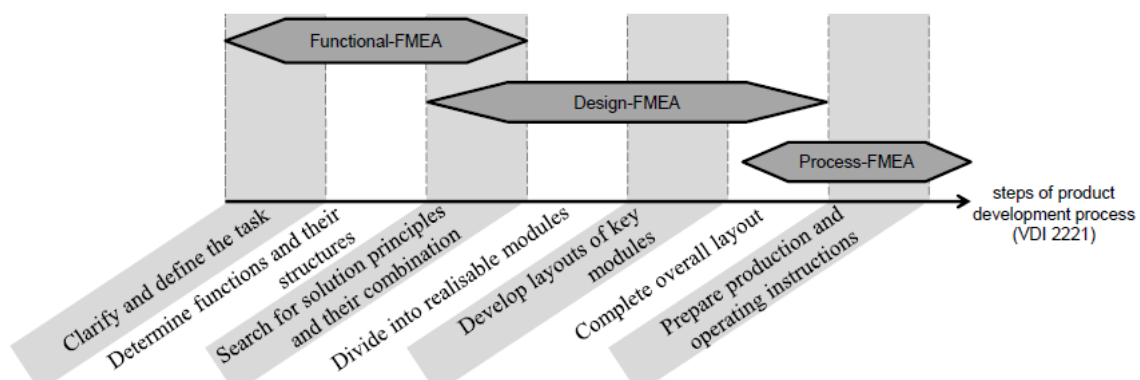 Functional-FMEA
Design-FMEA
Process-FMEA
steps of product
development process
(VDI 2221)
Clarify and define the task
Determine functions and their
structures
Search for solution principles
and their combination
Divide into realisable modules
Develop layouts of key
modules
Complete overall layout
Prepare production and
operating instructions